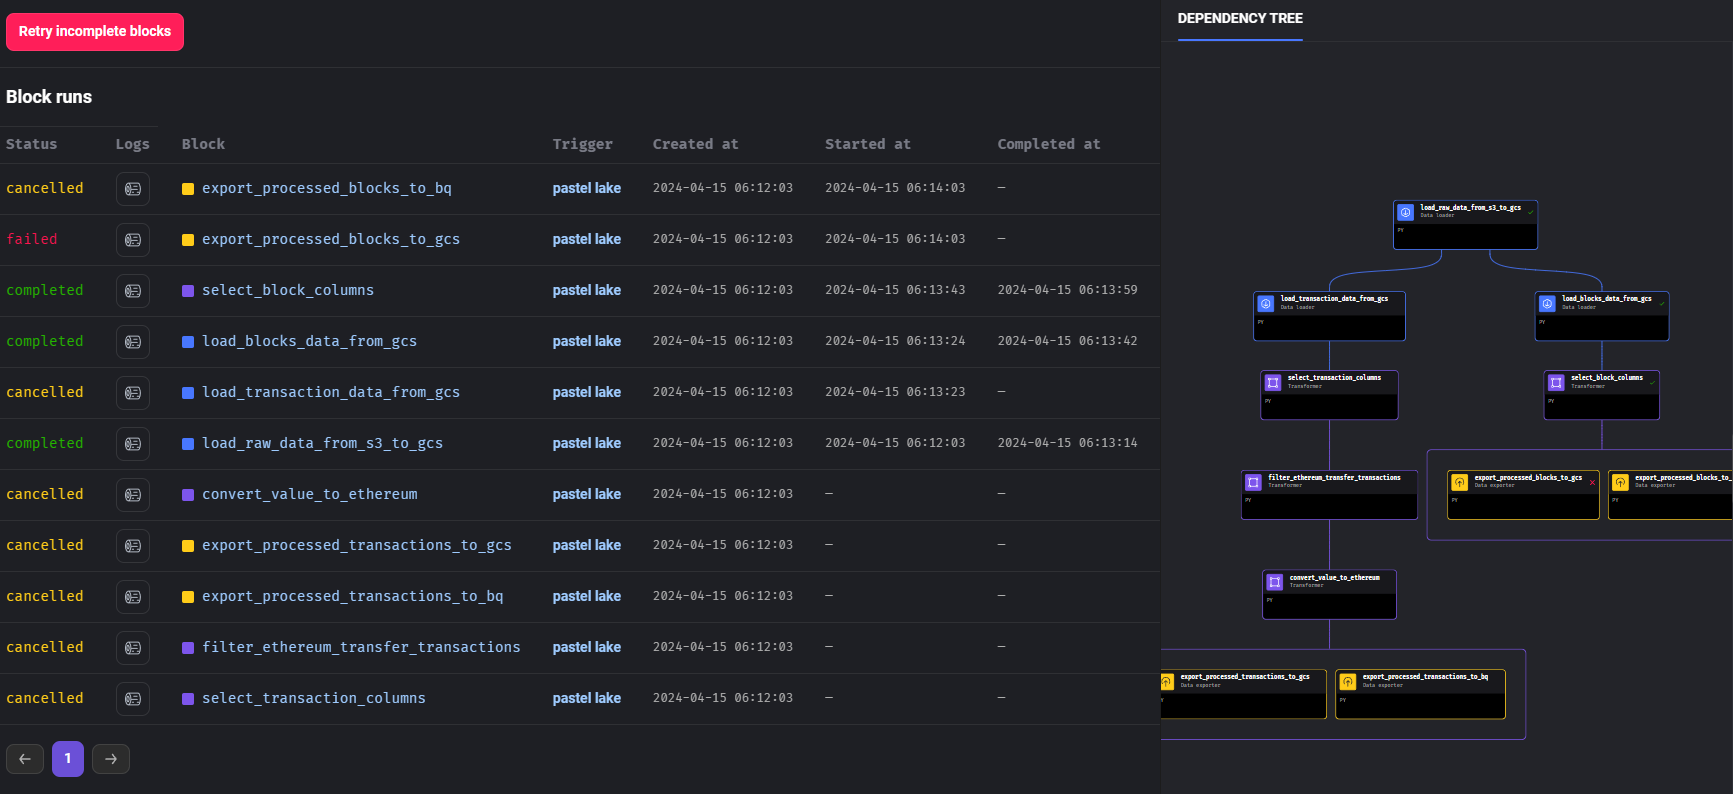 Retry incomplete blocks
Block runs
Status Logs Block Trigger Created at Started at Completed at
cancelled export_processed_blocks_to_bq pastel lake 2024-04-15 06:12:03 2024-04-15 06:14:03 —
failed export_processed_blocks_to_gcs pastel lake 2024-04-15 06:12:03 2024-04-15 06:14:03 —
completed select_block_columns pastel lake 2024-04-15 06:12:03 2024-04-15 06:13:43 2024-04-15 06:13:59
completed load_blocks_data_from_gcs pastel lake 2024-04-15 06:12:03 2024-04-15 06:13:24 2024-04-15 06:13:42
cancelled load_transaction_data_from_gcs pastel lake 2024-04-15 06:12:03 2024-04-15 06:13:23 —
completed load_raw_data_from_s3_to_gcs pastel lake 2024-04-15 06:12:03 2024-04-15 06:12:03 2024-04-15 06:13:14
cancelled convert_value_to_ethereum pastel lake 2024-04-15 06:12:03 — —
cancelled export_processed_transactions_to_gcs pastel lake 2024-04-15 06:12:03 — —
cancelled export_processed_transactions_to_bq pastel lake 2024-04-15 06:12:03 — —
cancelled filter_ethereum_transfer_transactions pastel lake 2024-04-15 06:12:03 — —
cancelled select_transaction_columns pastel lake 2024-04-15 06:12:03 — —
← 1 →
DEPENDENCY TREE
load_raw_data_from_s3_to_gcs
Data loader
PY
load_transaction_data_from_gcs
Data loader
PY
load_blocks_data_from_gcs
Data loader
PY
select_transaction_columns
Transformer
PY
select_block_columns
Transformer
PY
filter_ethereum_transfer_transactions
Transformer
PY
export_processed_blocks_to_gcs
Data exporter
PY
export_processed_blocks_to_
Data exporter
PY
convert_value_to_ethereum
Transformer
PY
export_processed_transactions_to_gcs
Data exporter
export_processed_transactions_to_bq
Data exporter
PY